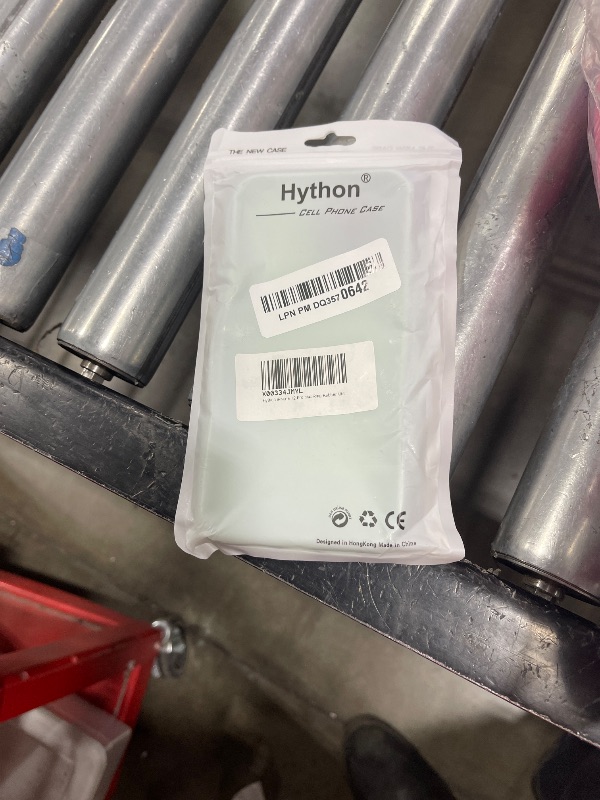 THE NEW CASE
Hython®
CELL PHONE CASE
LPN PM DQ3570642
Designed in HongKong Made in China